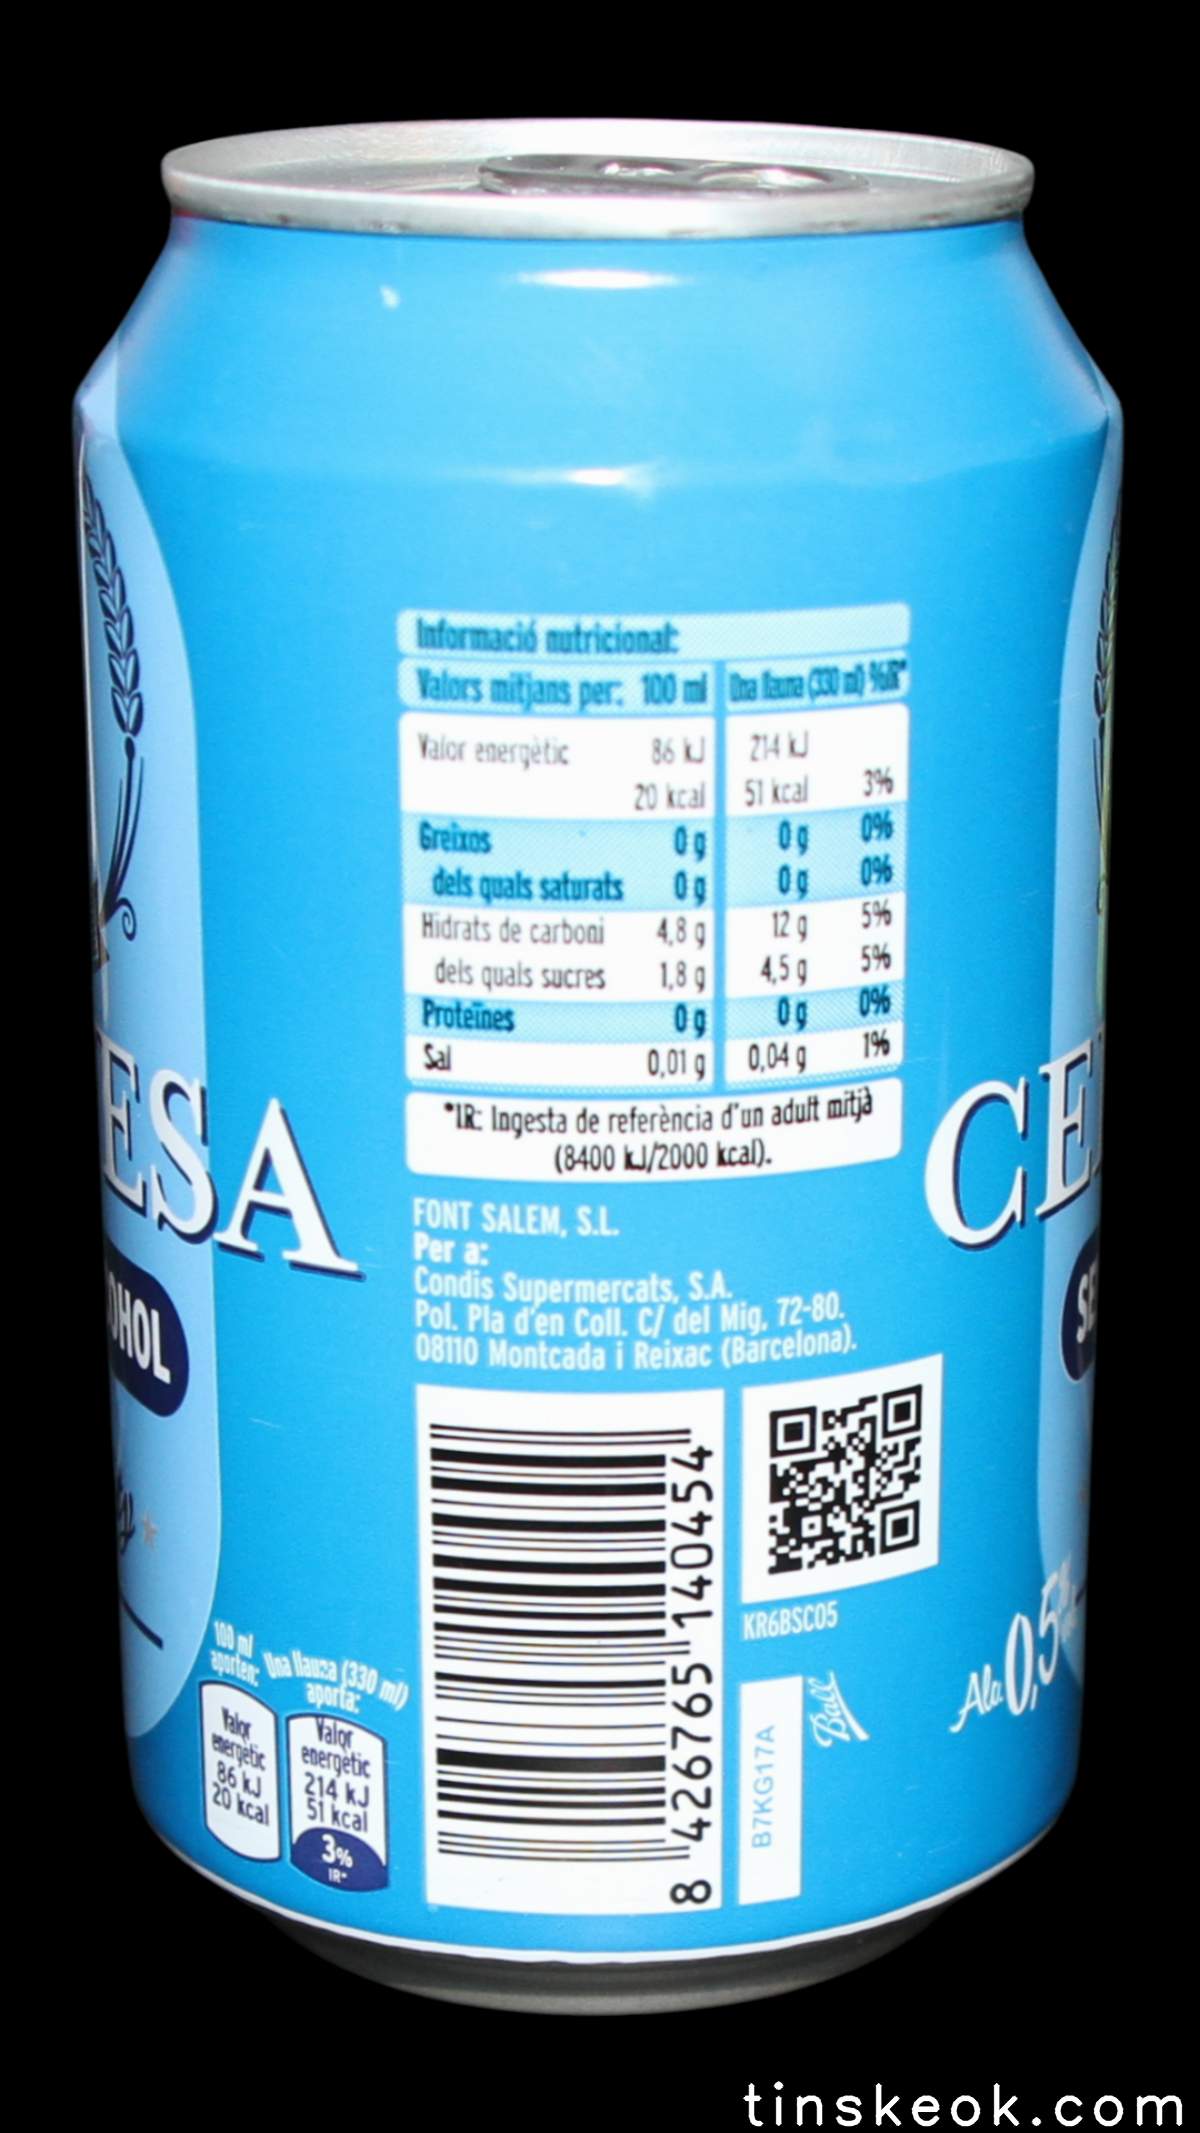 Informació nutricional:
Valors mitjans per: 100 ml Una llauna (330 ml) %IR*
Valor energètic 86 kJ 214 kJ
20 kcal 51 kcal 3%
Greixos 0 g 0 g 0%
dels quals saturats 0 g 0 g 0%
Hidrats de carboni 4,8 g 12 g 5%
dels quals sucres 1,8 g 4,5 g 5%
Proteïnes 0 g 0 g 0%
Sal 0,01 g 0,04 g 1%
*IR: Ingesta de referència d'un adult mitjà
(8400 kJ/2000 kcal).
ESA
CE
OHOL
SE
FONT SALEM, S.L.
Per a:
Condis Supermercats, S.A.
Pol. Pla d'en Coll. C/ del Mig, 72-80.
08110 Montcada i Reixac (Barcelona).
8 426765 140454
KR6BSC05
B7KG17A
Ball
Alc. 0,5%
100 ml
aporten:
Una llauna (330 ml)
aporta:
Valor
energètic
86 kJ
20 kcal
Valor
energètic
214 kJ
51 kcal
3%
IR*
tinskeok.com